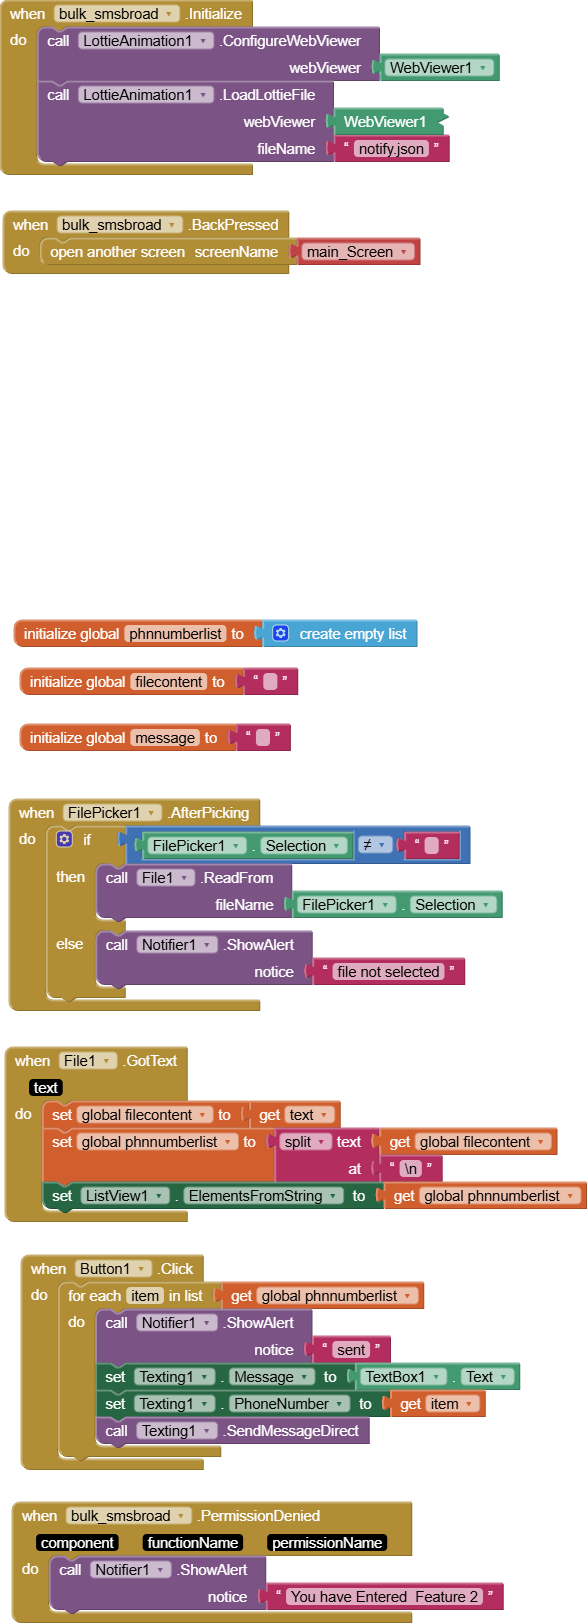 when bulk_smsbroad .Initialize
do call LottieAnimation1 .ConfigureWebViewer
webViewer WebViewer1
call LottieAnimation1 .LoadLottieFile
webViewer WebViewer1
fileName “ notify.json ”
when bulk_smsbroad .BackPressed
do open another screen screenName main_Screen
initialize global phnnumberlist to create empty list
initialize global filecontent to “ ”
initialize global message to “ ”
when FilePicker1 .AfterPicking
do if FilePicker1 . Selection ≠ “ ”
then call File1 .ReadFrom
fileName FilePicker1 . Selection
else call Notifier1 .ShowAlert
notice “ file not selected ”
when File1 .GotText
text
do set global filecontent to get text
set global phnnumberlist to split text get global filecontent
at “ \n ”
set ListView1 . ElementsFromString to get global phnnumberlist
when Button1 .Click
do for each item in list get global phnnumberlist
do call Notifier1 .ShowAlert
notice “ sent ”
set Texting1 . Message to TextBox1 . Text
set Texting1 . PhoneNumber to get item
call Texting1 .SendMessageDirect
when bulk_smsbroad .PermissionDenied
component functionName permissionName
do call Notifier1 .ShowAlert
notice “ You have Entered  Feature 2 ”